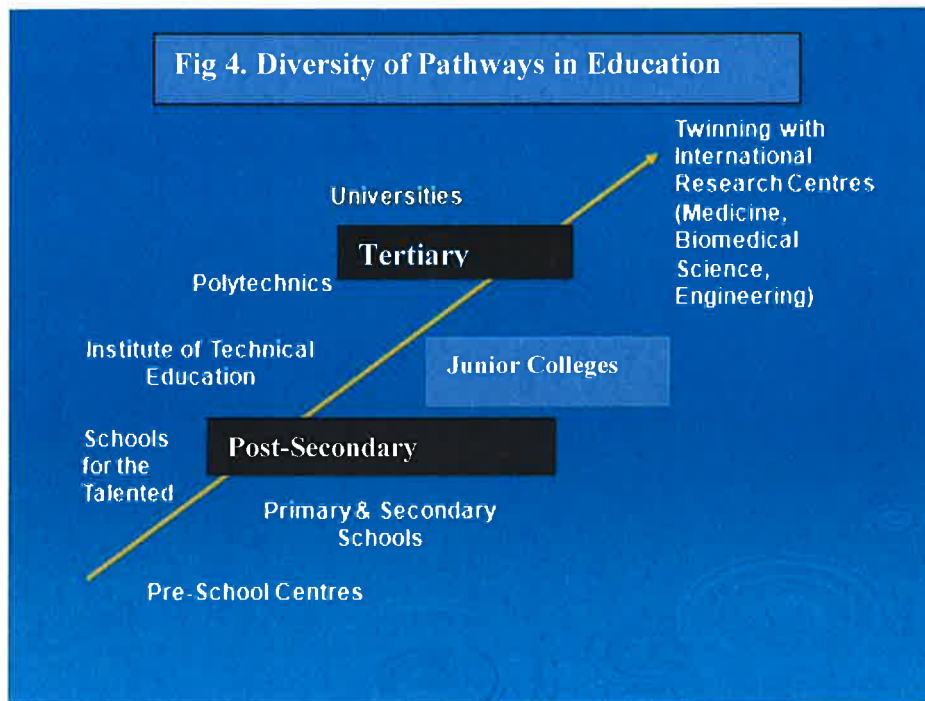 Fig 4. Diversity of Pathways in Education
Twinning with
International
Research Centres
(Medicine,
Biomedical
Science,
Engineering)
Universities
Tertiary
Polytechnics
Institute of Technical
Education
Junior Colleges
Schools
for the
Talented
Post-Secondary
Primary & Secondary
Schools
Pre-School Centres